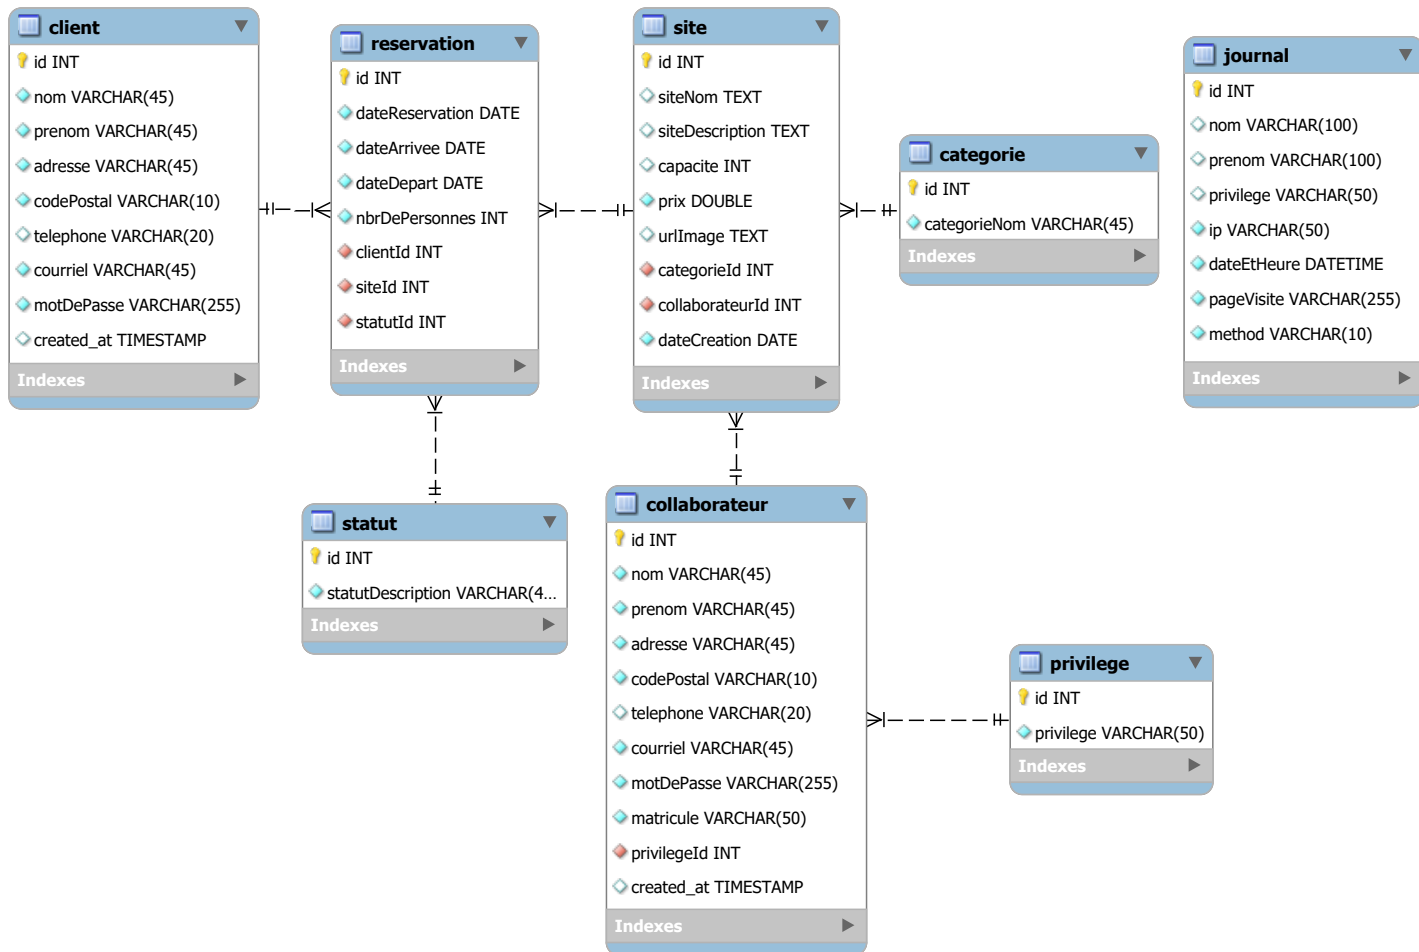 client
id INT
nom VARCHAR(45)
prenom VARCHAR(45)
adresse VARCHAR(45)
codePostal VARCHAR(10)
telephone VARCHAR(20)
courriel VARCHAR(45)
motDePasse VARCHAR(255)
created_at TIMESTAMP
Indexes
reservation
id INT
dateReservation DATE
dateArrivee DATE
dateDepart DATE
nbrDePersonnes INT
clientId INT
siteId INT
statutId INT
Indexes
site
id INT
siteNom TEXT
siteDescription TEXT
capacite INT
prix DOUBLE
urlImage TEXT
categorieId INT
collaborateurId INT
dateCreation DATE
Indexes
categorie
id INT
categorieNom VARCHAR(45)
Indexes
journal
id INT
nom VARCHAR(100)
prenom VARCHAR(100)
privilege VARCHAR(50)
ip VARCHAR(50)
dateEtHeure DATETIME
pageVisite VARCHAR(255)
method VARCHAR(10)
Indexes
statut
id INT
statutDescription VARCHAR(4...
Indexes
collaborateur
id INT
nom VARCHAR(45)
prenom VARCHAR(45)
adresse VARCHAR(45)
codePostal VARCHAR(10)
telephone VARCHAR(20)
courriel VARCHAR(45)
motDePasse VARCHAR(255)
matricule VARCHAR(50)
privilegeId INT
created_at TIMESTAMP
Indexes
privilege
id INT
privilege VARCHAR(50)
Indexes